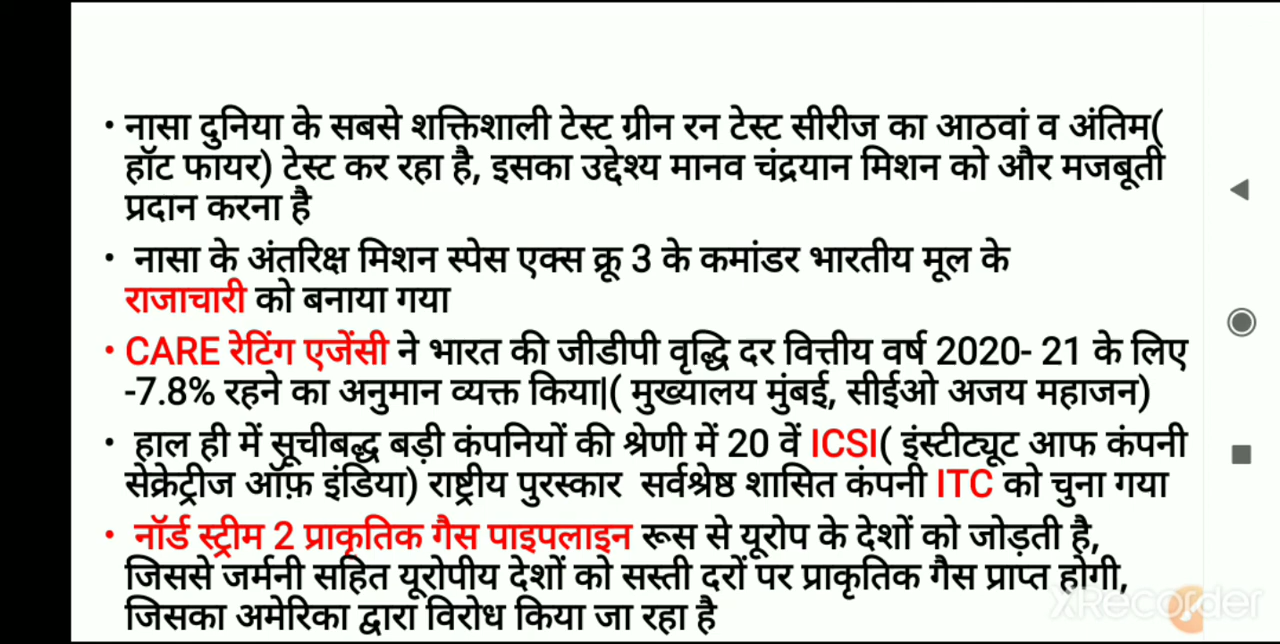 • नासा दुनिया के सबसे शक्तिशाली टेस्ट ग्रीन रन टेस्ट सीरीज का आठवां व अंतिम(
हॉट फायर) टेस्ट कर रहा है, इसका उद्देश्य मानव चंद्रयान मिशन को और मजबूती
प्रदान करना है
• नासा के अंतरिक्ष मिशन स्पेस एक्स क्रू 3 के कमांडर भारतीय मूल के
राजाचारी को बनाया गया
• CARE रेटिंग एजेंसी ने भारत की जीडीपी वृद्धि दर वित्तीय वर्ष 2020- 21 के लिए
-7.8% रहने का अनुमान व्यक्त किया|( मुख्यालय मुंबई, सीईओ अजय महाजन)
• हाल ही में सूचीबद्ध बड़ी कंपनियों की श्रेणी में 20 वें ICSI( इंस्टीट्यूट आफ कंपनी
सेक्रेट्रीज ऑफ़ इंडिया) राष्ट्रीय पुरस्कार सर्वश्रेष्ठ शासित कंपनी ITC को चुना गया
• नॉर्ड स्ट्रीम 2 प्राकृतिक गैस पाइपलाइन रूस से यूरोप के देशों को जोड़ती है,
जिससे जर्मनी सहित यूरोपीय देशों को सस्ती दरों पर प्राकृतिक गैस प्राप्त होगी,
जिसका अमेरिका द्वारा विरोध किया जा रहा है
XRecorder